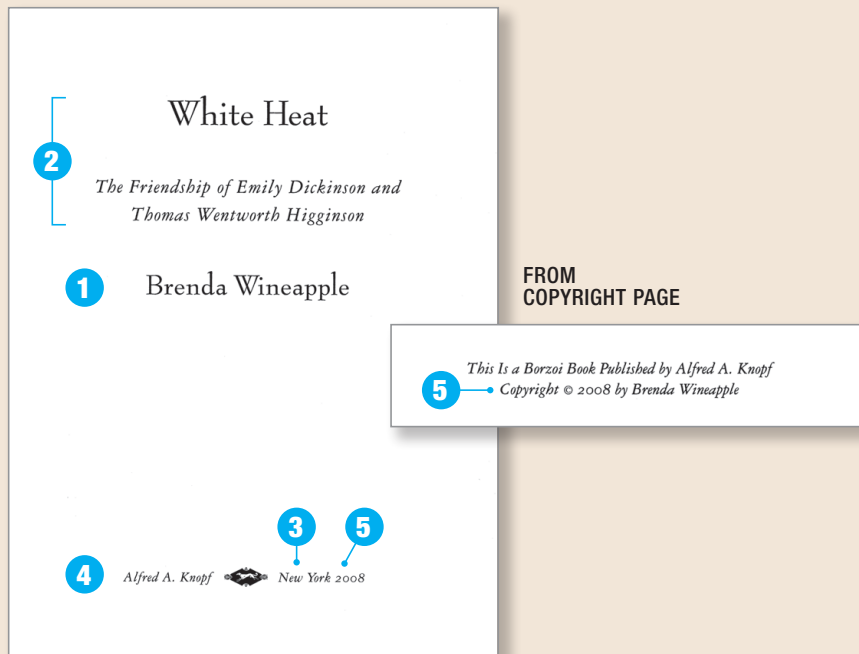 White Heat
2
The Friendship of Emily Dickinson and
Thomas Wentworth Higginson
1 Brenda Wineapple
FROM
COPYRIGHT PAGE
This Is a Borzoi Book Published by Alfred A. Knopf
5 Copyright © 2008 by Brenda Wineapple
3 5
4 Alfred A. Knopf New York 2008